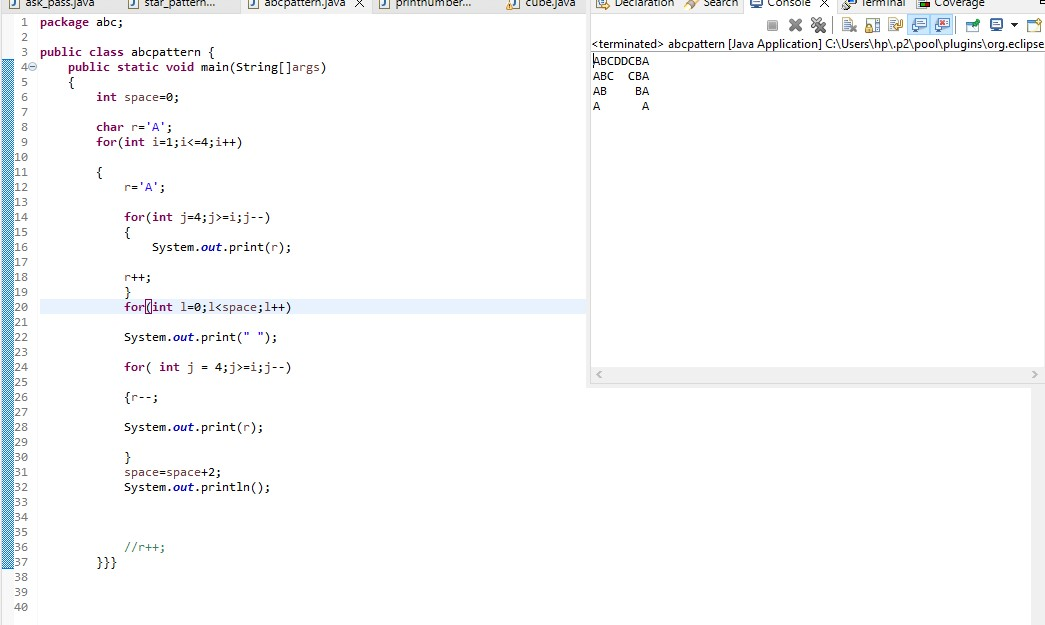 ask_pass.java star_pattern... abcpattern.java printnumber... cube.java
1 package abc;
2
3 public class abcpattern {
4 public static void main(String[]args)
5 {
6 int space=0;
7
8 char r='A';
9 for(int i=1;i<=4;i++)
10
11 {
12 r='A';
13
14 for(int j=4;j>=i;j--)
15 {
16 System.out.print(r);
17
18 r++;
19 }
20 for(int l=0;l<space;l++)
21
22 System.out.print(" ");
23
24 for( int j = 4;j>=i;j--)
25
26 {r--;
27
28 System.out.print(r);
29
30 }
31 space=space+2;
32 System.out.println();
33
34
35
36 //r++;
37 }}}
38
39
40
Declaration Search Console Terminal Coverage
<terminated> abcpattern [Java Application] C:\Users\hp\.p2\pool\plugins\org.eclipse
ABCDDCBA
ABC  CBA
AB    BA
A      A